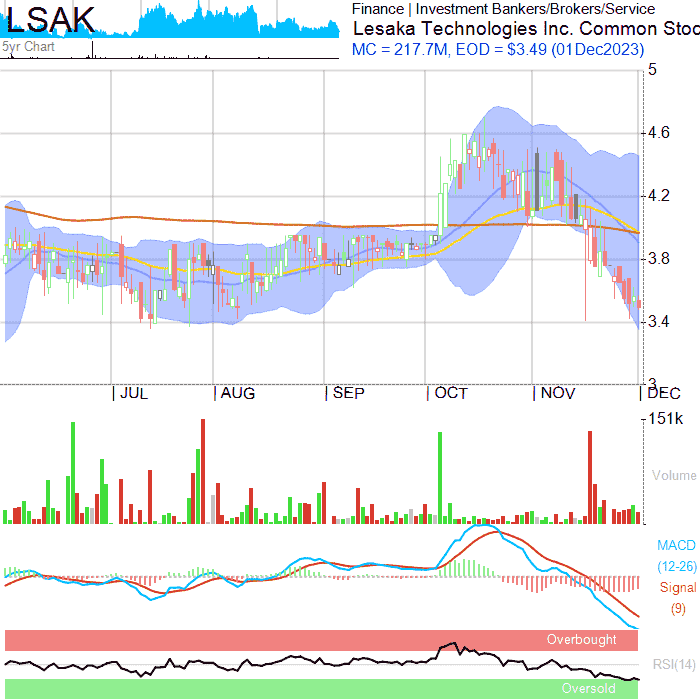 LSAK
5yr Chart
Finance | Investment Bankers/Brokers/Service
Lesaka Technologies Inc. Common Stoc
MC = 217.7M, EOD = $3.49 (01Dec2023)
5
4.6
4.2
3.8
3.4
3
JUL AUG SEP OCT NOV DEC
151k
Volume
MACD
(12-26)
Signal
(9)
Overbought
RSI(14)
Oversold